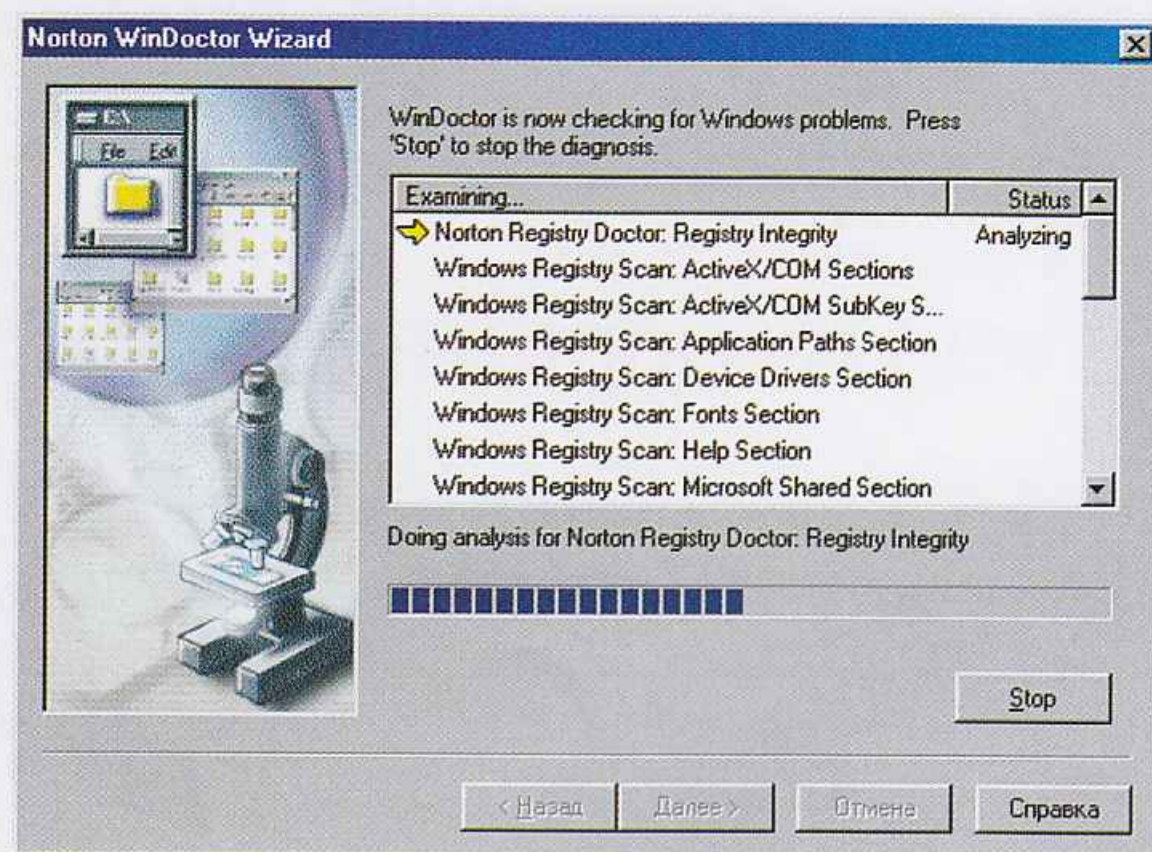 Norton WinDoctor Wizard
C:\
File Edit
WinDoctor is now checking for Windows problems. Press
'Stop' to stop the diagnosis.
Examining... Status
Norton Registry Doctor: Registry Integrity Analyzing
Windows Registry Scan: ActiveX/COM Sections
Windows Registry Scan: ActiveX/COM SubKey S...
Windows Registry Scan: Application Paths Section
Windows Registry Scan: Device Drivers Section
Windows Registry Scan: Fonts Section
Windows Registry Scan: Help Section
Windows Registry Scan: Microsoft Shared Section
Doing analysis for Norton Registry Doctor: Registry Integrity
Stop
< Назад Далее > Отмена Справка